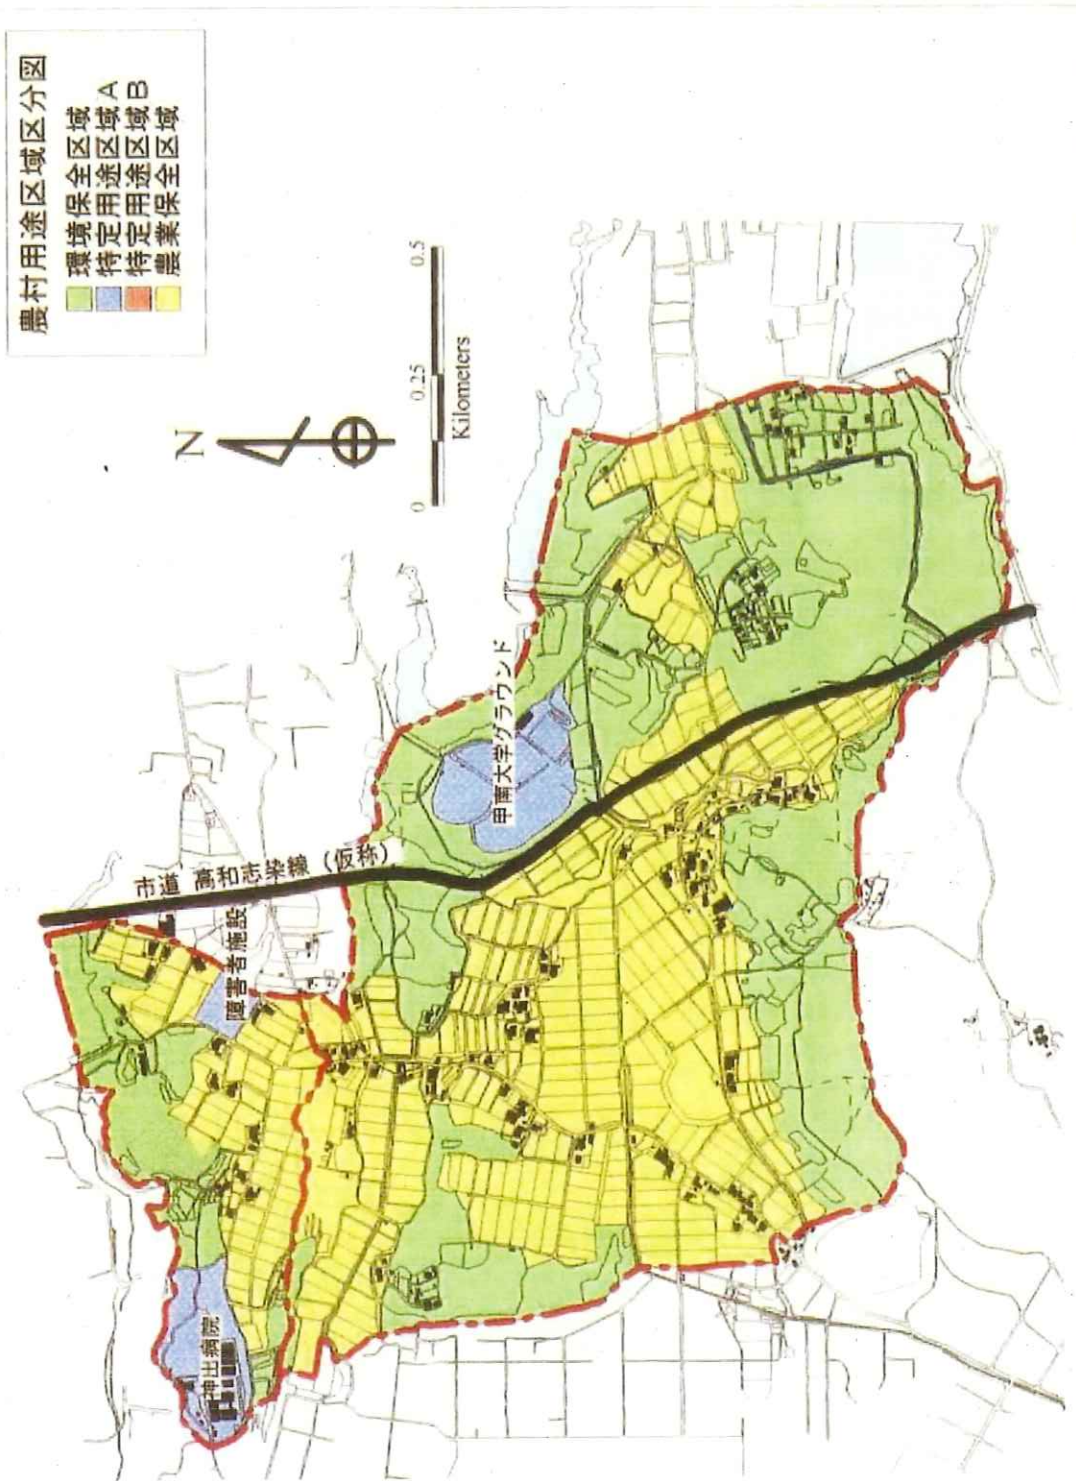 農村用途区域区分図
環境保全区域
特定用途区域A
特定用途区域B
農業保全区域
N
0 0.25 0.5
Kilometers
市道 高和志染線（仮称）
障害者施設
甲南大学グラウンド
神出病院